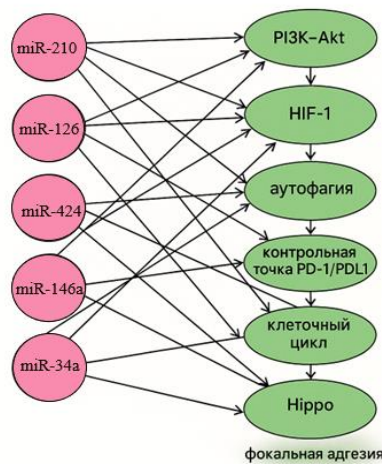 miR-210
miR-126
miR-424
miR-146a
miR-34a
PI3K–Akt
HIF-1
аутофагия
контрольная
точка PD-1/PDL1
клеточный
цикл
Hippo
фокальная адгезия